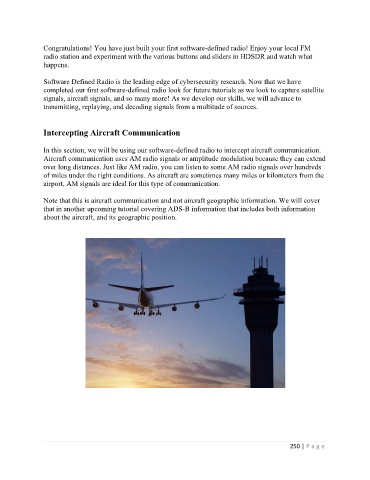 Congratulations! You have just built your first software-defined radio! Enjoy your local FM
radio station and experiment with the various buttons and sliders in HDSDR and watch what
happens.
Software Defined Radio is the leading edge of cybersecurity research. Now that we have
completed our first software-defined radio look for future tutorials as we look to capture satellite
signals, aircraft signals, and so many more! As we develop our skills, we will advance to
transmitting, replaying, and decoding signals from a multitude of sources.
Intercepting Aircraft Communication
In this section, we will be using our software-defined radio to intercept aircraft communication.
Aircraft communication uses AM radio signals or amplitude modulation because they can extend
over long distances. Just like AM radio, you can listen to some AM radio signals over hundreds
of miles under the right conditions. As aircraft are sometimes many miles or kilometers from the
airport, AM signals are ideal for this type of communication.
Note that this is aircraft communication and not aircraft geographic information. We will cover
that in another upcoming tutorial covering ADS-B information that includes both information
about the aircraft, and its geographic position.
250 | P a g e